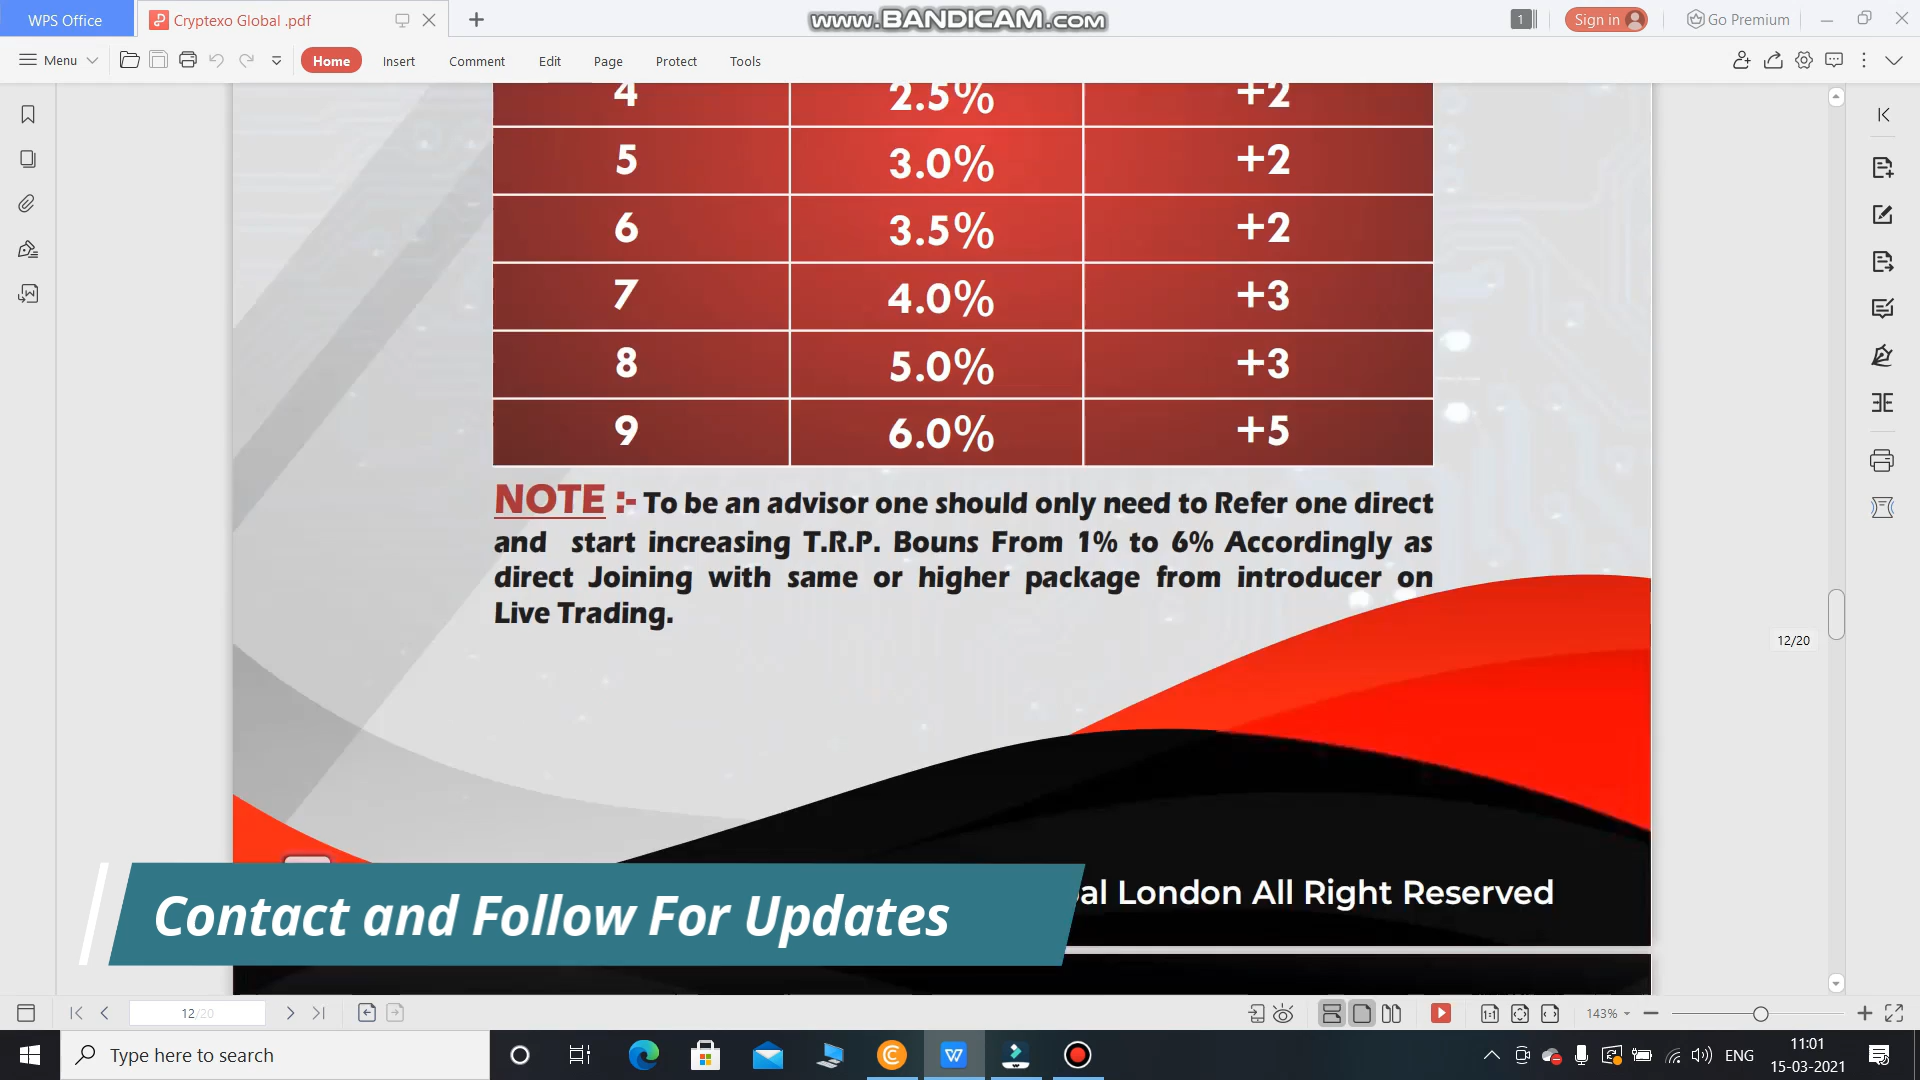 WPS Office
Cryptexo Global .pdf
www.BANDICAM.com
1
Sign in
Go Premium
Menu
Home
Insert
Comment
Edit
Page
Protect
Tools
4 2.5% +2
5 3.0% +2
6 3.5% +2
7 4.0% +3
8 5.0% +3
9 6.0% +5
NOTE :- To be an advisor one should only need to Refer one direct
and start increasing T.R.P. Bouns From 1% to 6% Accordingly as
direct Joining with same or higher package from introducer on
Live Trading.
12/20
al London All Right Reserved
Contact and Follow For Updates
12/20
1:1
143%
Type here to search
ENG
11:01
15-03-2021